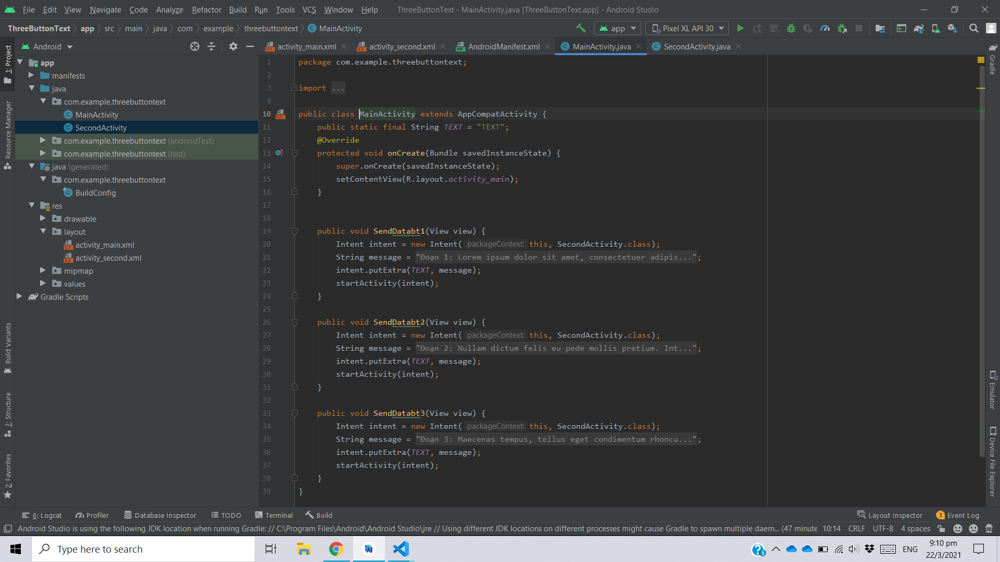 File Edit View Navigate Code Analyze Refactor Build Run Tools VCS Window Help ThreeButtonText - MainActivity.java [ThreeButtonText.app] - Android Studio
ThreeButtonText app src main java com example threebuttontext MainActivity app Pixel XL API 30
Android activity_main.xml activity_second.xml AndroidManifest.xml MainActivity.java SecondActivity.java
1: Project
Resource Manager
Build Variants
7: Structure
2: Favorites
app
manifests
java
com.example.threebuttontext
MainActivity
SecondActivity
com.example.threebuttontext (androidTest)
com.example.threebuttontext (test)
java (generated)
com.example.threebuttontext
BuildConfig
res
drawable
layout
activity_main.xml
activity_second.xml
mipmap
values
Gradle Scripts
1 package com.example.threebuttontext;
2
3 import ...
9
10 public class MainActivity extends AppCompatActivity {
11 public static final String TEXT = "TEXT";
12 @Override
13 protected void onCreate(Bundle savedInstanceState) {
14 super.onCreate(savedInstanceState);
15 setContentView(R.layout.activity_main);
16 }
17
18
19 public void SendDatabt1(View view) {
20 Intent intent = new Intent( packageContext: this, SecondActivity.class);
21 String message = "Đoạn 1: Lorem ipsum dolor sit amet, consectetuer adipis...";
22 intent.putExtra(TEXT, message);
23 startActivity(intent);
24 }
25
26 public void SendDatabt2(View view) {
27 Intent intent = new Intent( packageContext: this, SecondActivity.class);
28 String message = "Đoạn 2: Nullam dictum felis eu pede mollis pretium. Int...";
29 intent.putExtra(TEXT, message);
30 startActivity(intent);
31 }
32
33 public void SendDatabt3(View view) {
34 Intent intent = new Intent( packageContext: this, SecondActivity.class);
35 String message = "Đoạn 3: Maecenas tempus, tellus eget condimentum rhoncu...";
36 intent.putExtra(TEXT, message);
37 startActivity(intent);
38 }
39 }
Gradle
Emulator
Device File Explorer
6: Logcat Profiler Database Inspector TODO Terminal Build Layout Inspector 3 Event Log
Android Studio is using the following JDK location when running Gradle: // C:\Program Files\Android\Android Studio\jre // Using different JDK locations on different processes might cause Gradle to spawn multiple daem... (47 minute 10:14 CRLF UTF-8 4 spaces
Type here to search ENG 9:10 pm
22/3/2021